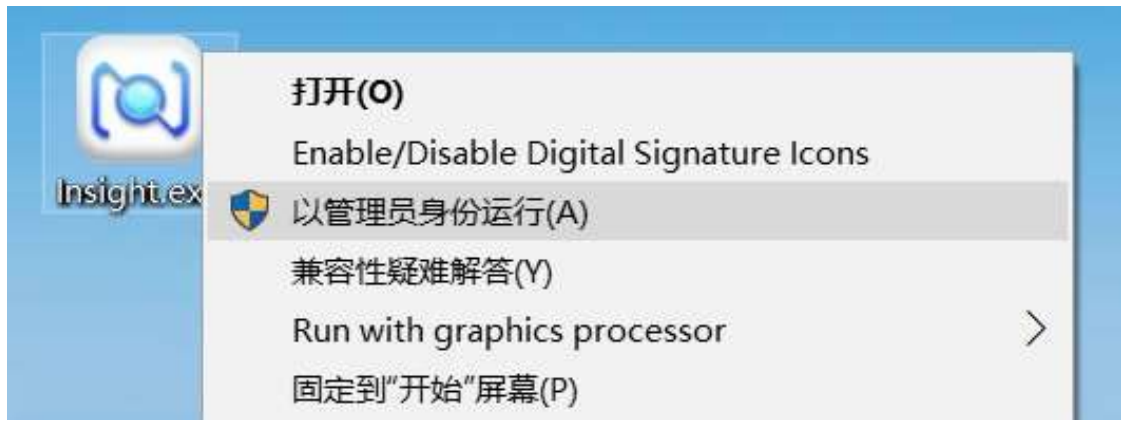 Insight.ex
打开(O)
Enable/Disable Digital Signature Icons
以管理员身份运行(A)
兼容性疑难解答(Y)
Run with graphics processor
固定到"开始"屏幕(P)